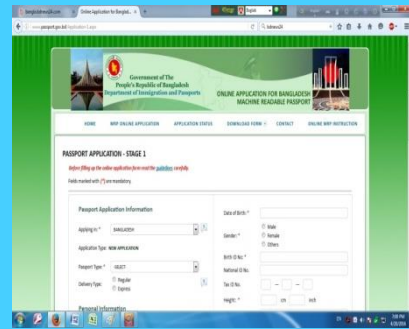 Online Application for Banglad...
www.passport.gov.bd
Government of The
People's Republic of Bangladesh
Department of Immigration and Passports
ONLINE APPLICATION FOR BANGLADESH
MACHINE READABLE PASSPORT
HOME MRP ONLINE APPLICATION APPLICATION STATUS DOWNLOAD FORM CONTACT ONLINE MRP INSTRUCTION
PASSPORT APPLICATION - STAGE 1
Before filling up the online application form read the guidelines carefully.
Fields marked with (*) are mandatory.
Passport Application Information
Applying In: * BANGLADESH
Application Type: NEW APPLICATION
Passport Type: * SELECT
Delivery Type: Regular
Express
Personal Information
Date of Birth: *
Gender: * Male
Female
Others
Birth ID No: *
National ID No.
Tax ID No.
Height: * cm inch